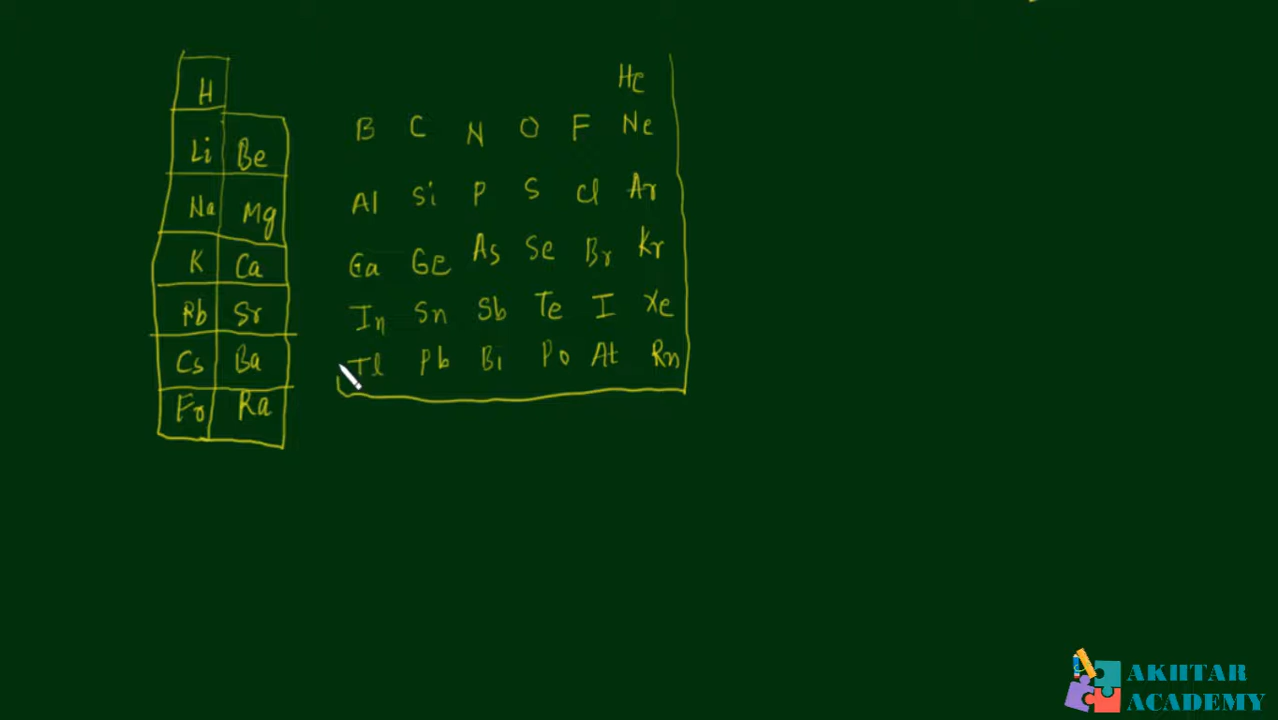 H He
Li Be B C N O F Ne
Na Mg Al Si P S Cl Ar
K Ca Ga Ge As Se Br Kr
Rb Sr In Sn Sb Te I Xe
Cs Ba Tl Pb Bi Po At Rn
Fr Ra
AKHTAR
ACADEMY